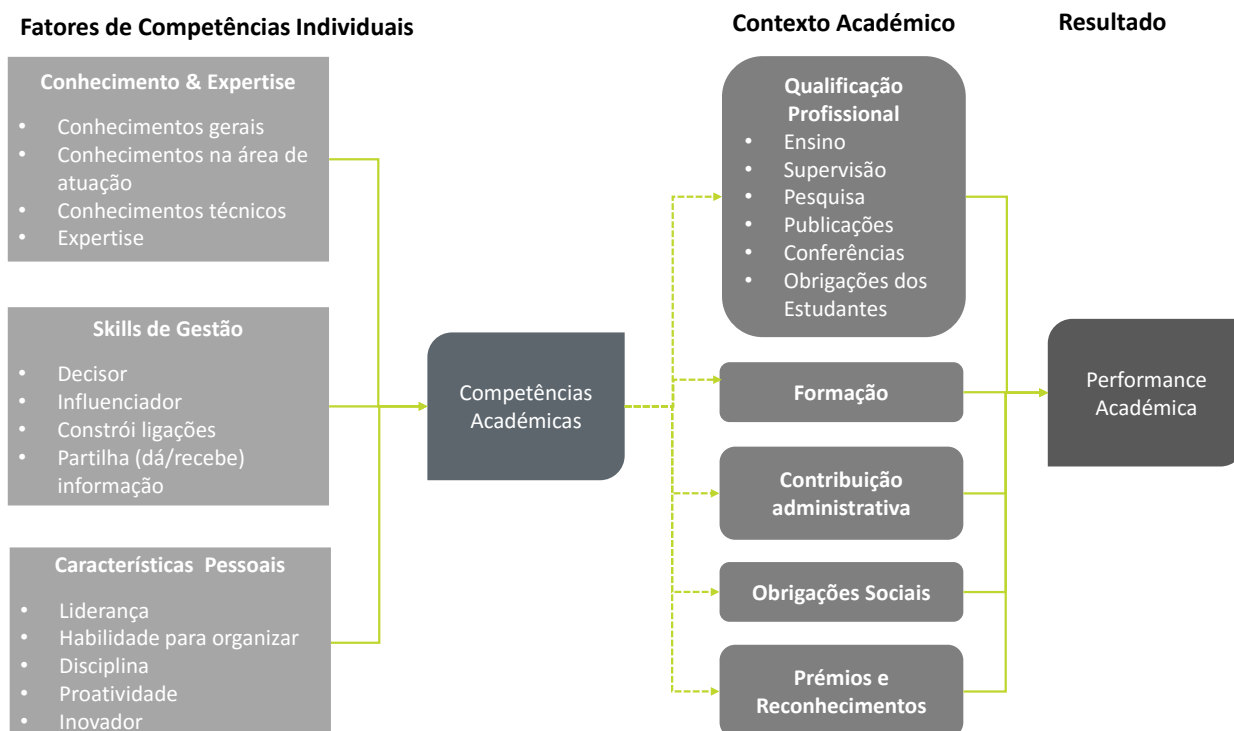 Fatores de Competências Individuais
Conhecimento & Expertise
• Conhecimentos gerais
• Conhecimentos na área de
atuação
• Conhecimentos técnicos
• Expertise
Skills de Gestão
• Decisor
• Influenciador
• Constrói ligações
• Partilha (dá/recebe)
informação
Características  Pessoais
• Liderança
• Habilidade para organizar
• Disciplina
• Proatividade
• Inovador
Competências
Académicas
Contexto Académico
Qualificação
Profissional
• Ensino
• Supervisão
• Pesquisa
• Publicações
• Conferências
• Obrigações dos
Estudantes
Formação
Contribuição
administrativa
Obrigações Sociais
Prémios e
Reconhecimentos
Resultado
Performance
Académica